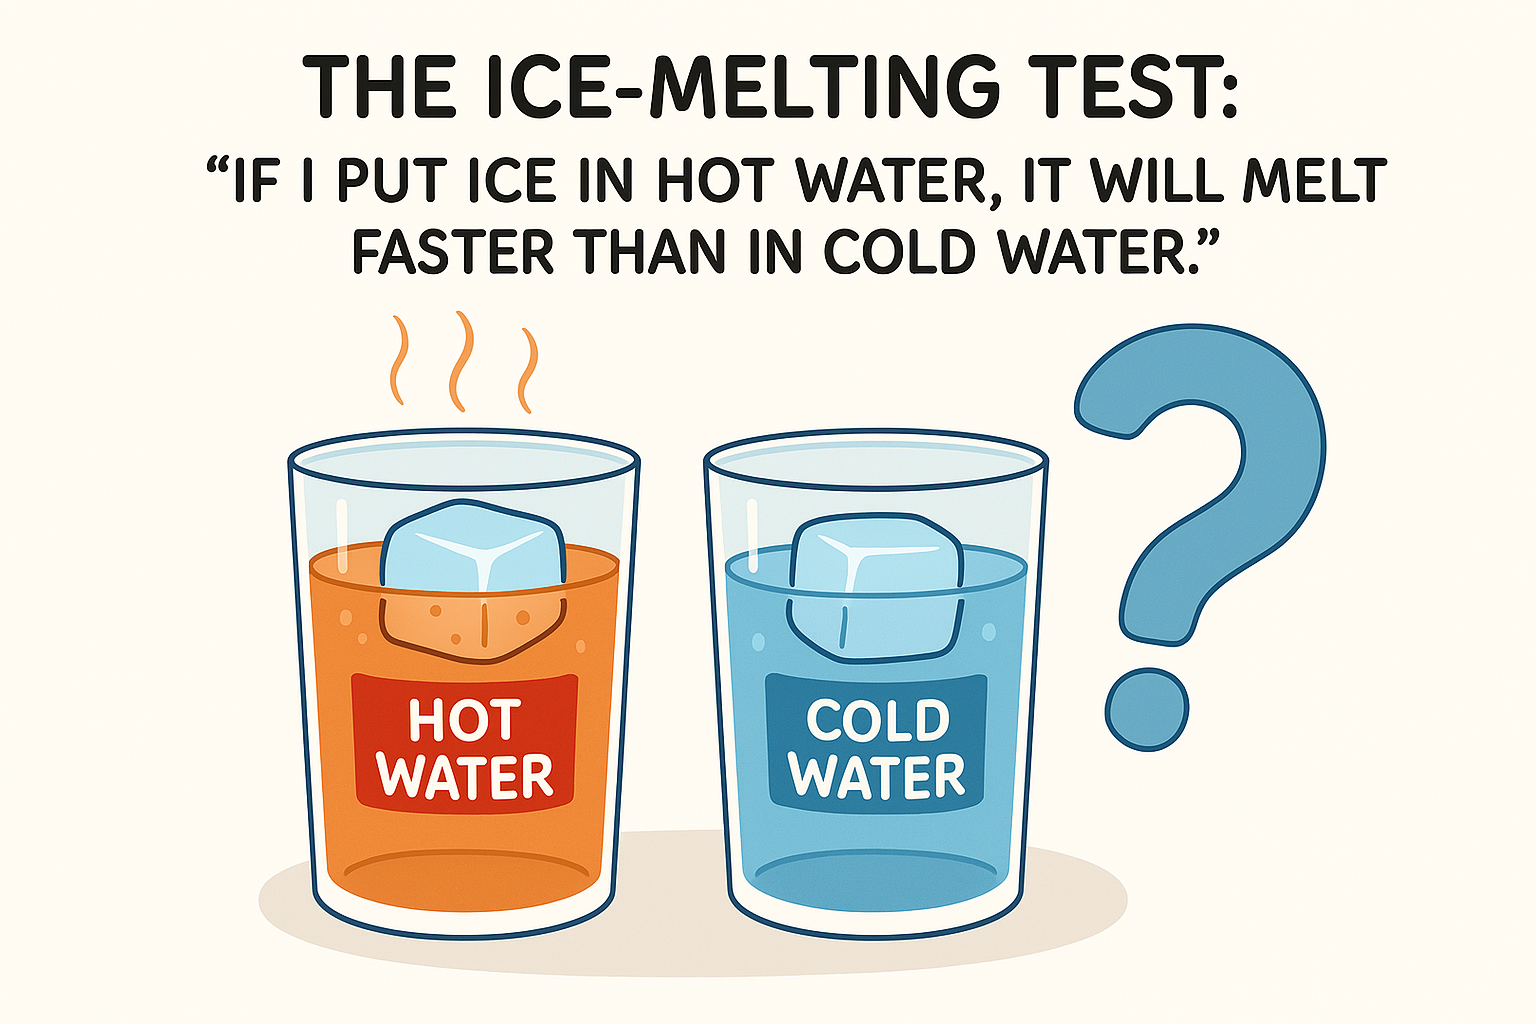 THE ICE-MELTING TEST:
“IF I PUT ICE IN HOT WATER, IT WILL MELT
FASTER THAN IN COLD WATER.”
HOT
WATER
COLD
WATER
?